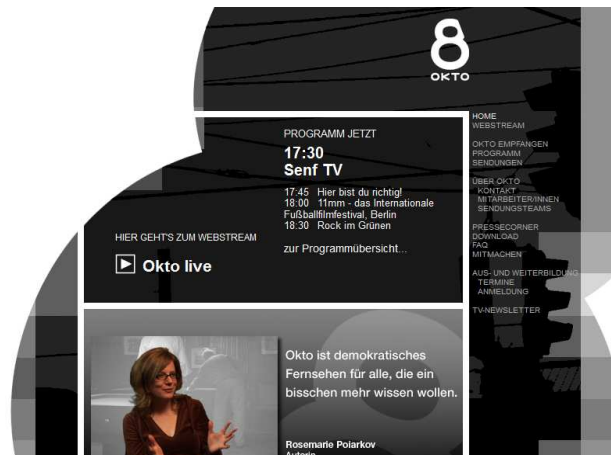 8
OKTO
HOME
WEBSTREAM
OKTO EMPFANGEN
PROGRAMM
SENDUNGEN
ÜBER OKTO
KONTAKT
MITARBEITER/INNEN
SENDUNGSTEAMS
PRESSECORNER
DOWNLOAD
FAQ
MITMACHEN
AUS- UND WEITERBILDUNG
TERMINE
ANMELDUNG
TV-NEWSLETTER
PROGRAMM JETZT
17:30
Senf TV
17:45 Hier bist du richtig!
18:00 11mm - das Internationale
Fußballfilmfestival, Berlin
18:30 Rock im Grünen
zur Programmübersicht...
HIER GEHT'S ZUM WEBSTREAM
Okto live
Okto ist demokratisches
Fernsehen für alle, die ein
bisschen mehr wissen wollen.
Rosemarie Poiarkov
Autorin